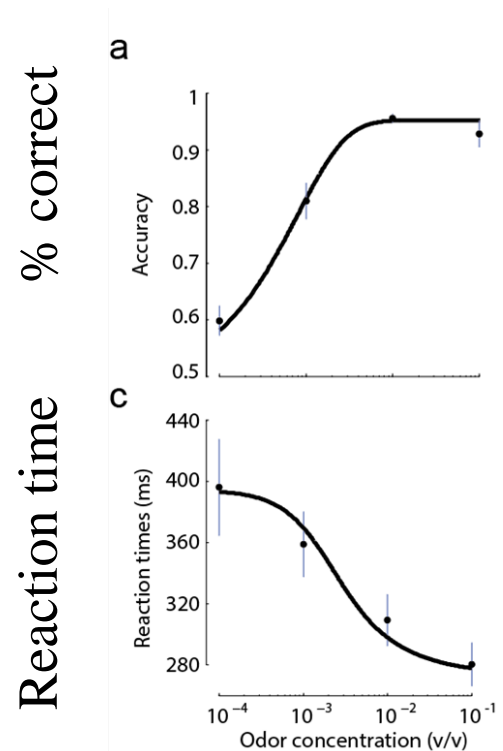 a
% correct
Accuracy
1
0.9
0.8
0.7
0.6
0.5
c
Reaction time
Reaction times (ms)
440
400
360
320
280
10⁻⁴ 10⁻³ 10⁻² 10⁻¹
Odor concentration (v/v)